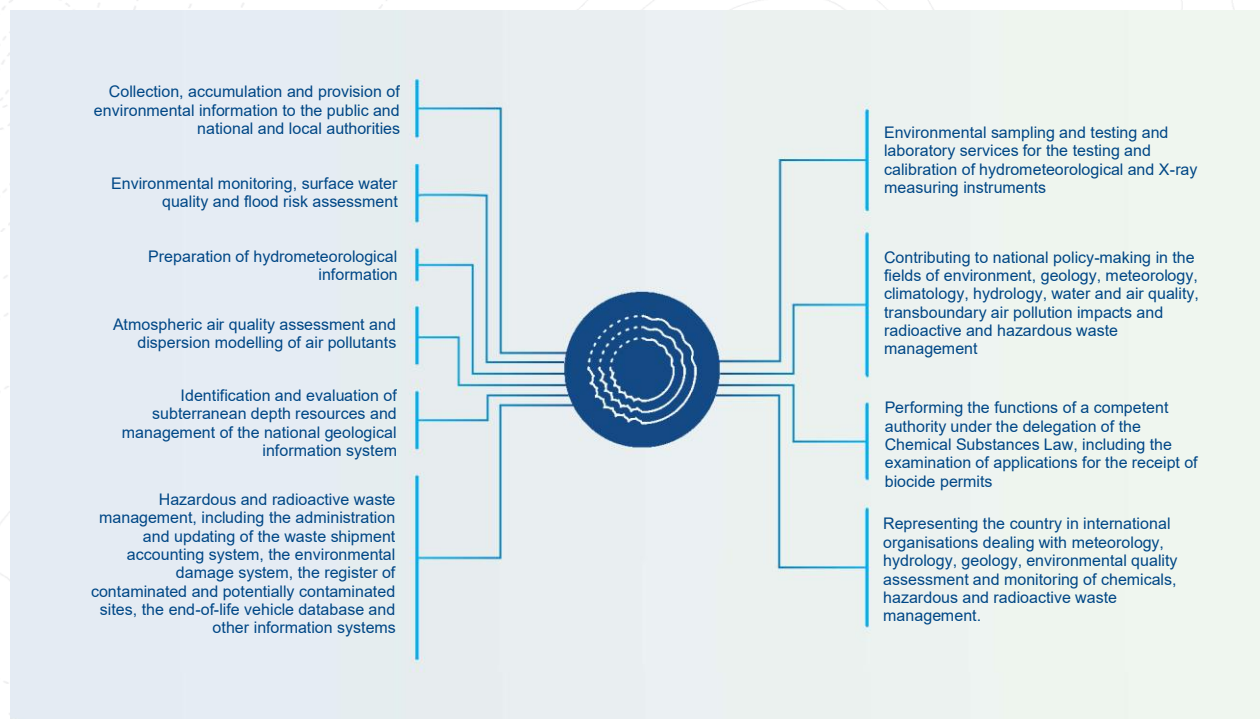 Collection, accumulation and provision of
environmental information to the public and
national and local authorities
Environmental monitoring, surface water
quality and flood risk assessment
Preparation of hydrometeorological
information
Atmospheric air quality assessment and
dispersion modelling of air pollutants
Identification and evaluation of
subterranean depth resources and
management of the national geological
information system
Hazardous and radioactive waste
management, including the administration
and updating of the waste shipment
accounting system, the environmental
damage system, the register of
contaminated and potentially contaminated
sites, the end-of-life vehicle database and
other information systems
Environmental sampling and testing and
laboratory services for the testing and
calibration of hydrometeorological and X-ray
measuring instruments
Contributing to national policy-making in the
fields of environment, geology, meteorology,
climatology, hydrology, water and air quality,
transboundary air pollution impacts and
radioactive and hazardous waste
management
Performing the functions of a competent
authority under the delegation of the
Chemical Substances Law, including the
examination of applications for the receipt of
biocide permits
Representing the country in international
organisations dealing with meteorology,
hydrology, geology, environmental quality
assessment and monitoring of chemicals,
hazardous and radioactive waste
management.